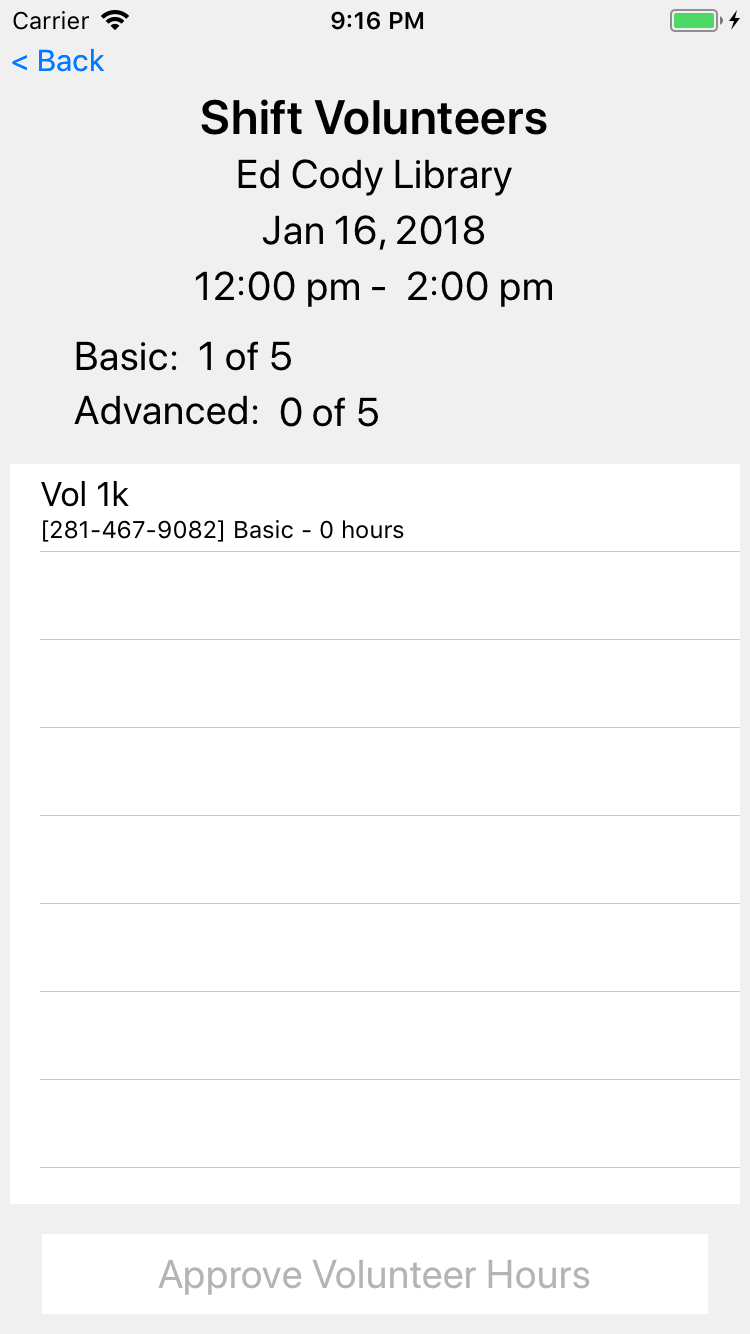 Carrier 9:16 PM
< Back
Shift Volunteers
Ed Cody Library
Jan 16, 2018
12:00 pm - 2:00 pm
Basic: 1 of 5
Advanced: 0 of 5
Vol 1k
[281-467-9082] Basic - 0 hours
Approve Volunteer Hours